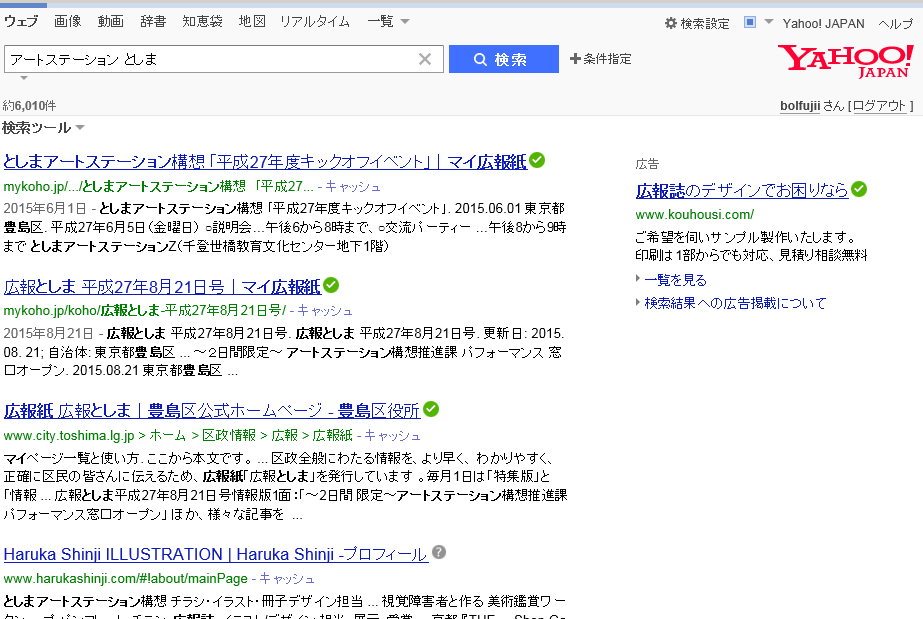 ウェブ 画像 動画 辞書 知恵袋 地図 リアルタイム 一覧
検索設定 Yahoo! JAPAN ヘルプ
アートステーション としま
検索
条件指定
YAHOO!
JAPAN
約6,010件
bolfujii さん [ログアウト]
検索ツール
としまアートステーション構想「平成27年度キックオフイベント」 | マイ広報紙
mykoho.jp/.../としまアートステーション構想　「平成27... - キャッシュ
2015年6月1日 - としまアートステーション構想「平成27年度キックオフイベント」. 2015.06.01 東京都
豊島区. 平成27年6月5日(金曜日) ○説明会…午後6から8時まで、○交流パーティー …午後8から9時
まで としまアートステーションZ(千登世橋教育文化センター地下1階)
広報としま 平成27年8月21日号 | マイ広報紙
mykoho.jp/koho/広報としま-平成27年8月21日号/ - キャッシュ
2015年8月21日 - 広報としま 平成27年8月21日号. 広報としま 平成27年8月21日号. 更新日: 2015.
08. 21; 自治体: 東京都豊島区 ... ～2日間限定～ アートステーション構想推進課 パフォーマンス 窓
口オープン. 2015.08.21 東京都豊島区 ...
広報紙 広報としま | 豊島区公式ホームページ - 豊島区役所
www.city.toshima.lg.jp > ホーム > 区政情報 > 広報 > 広報紙 - キャッシュ
マイページ一覧と使い方. ここから本文です。 ... 区政全般にわたる情報を、より早く、 わかりやすく、
正確に区民の皆さんに伝えるため、広報紙「広報としま」を発行しています 。毎月1日は「特集版」と
「情報 ... 広報としま平成27年8月21日号情報版1面:「～2日間 限定～アートステーション構想推進課
パフォーマンス窓口オープン」 ほか、様々な記事を ...
Haruka Shinji ILLUSTRATION | Haruka Shinji -プロフィール
www.harukashinji.com/#!about/mainPage - キャッシュ
としまアートステーション構想 チラシ・イラスト・冊子デザイン担当 ... 視覚障害者と作る 美術鑑賞ワー
広告
広報誌のデザインでお困りなら
www.kouhousi.com/
ご希望を伺いサンプル製作いたします。
印刷は1部からでも対応、見積り相談無料
一覧を見る
検索結果への広告掲載について